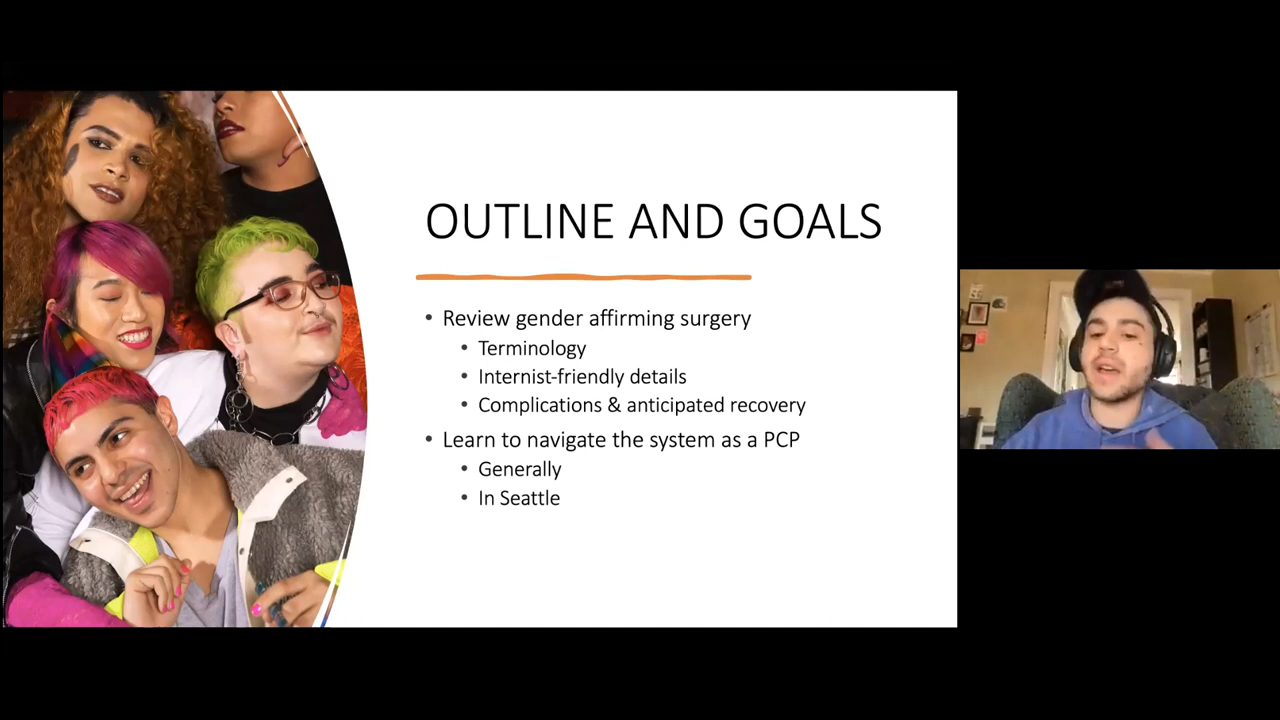 OUTLINE AND GOALS
• Review gender affirming surgery
• Terminology
• Internist-friendly details
• Complications & anticipated recovery
• Learn to navigate the system as a PCP
• Generally
• In Seattle